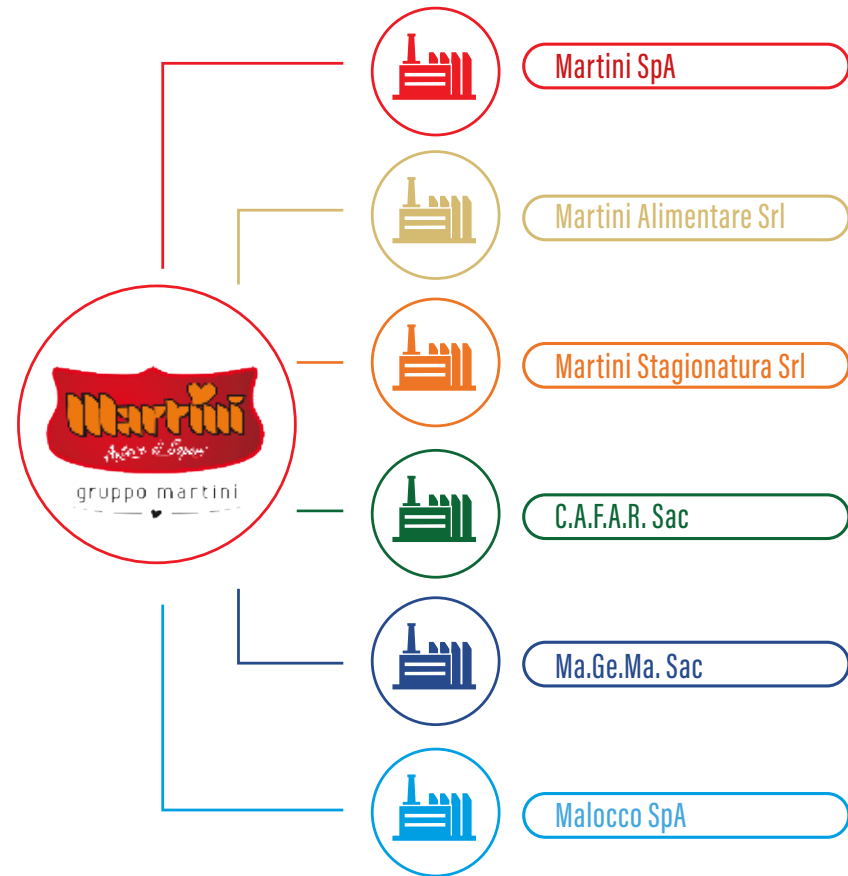 Martini SpA
Martini Alimentare Srl
Martini Stagionatura Srl
Martini
gruppo martini
C.A.F.A.R. Sac
Ma.Ge.Ma. Sac
Malocco SpA